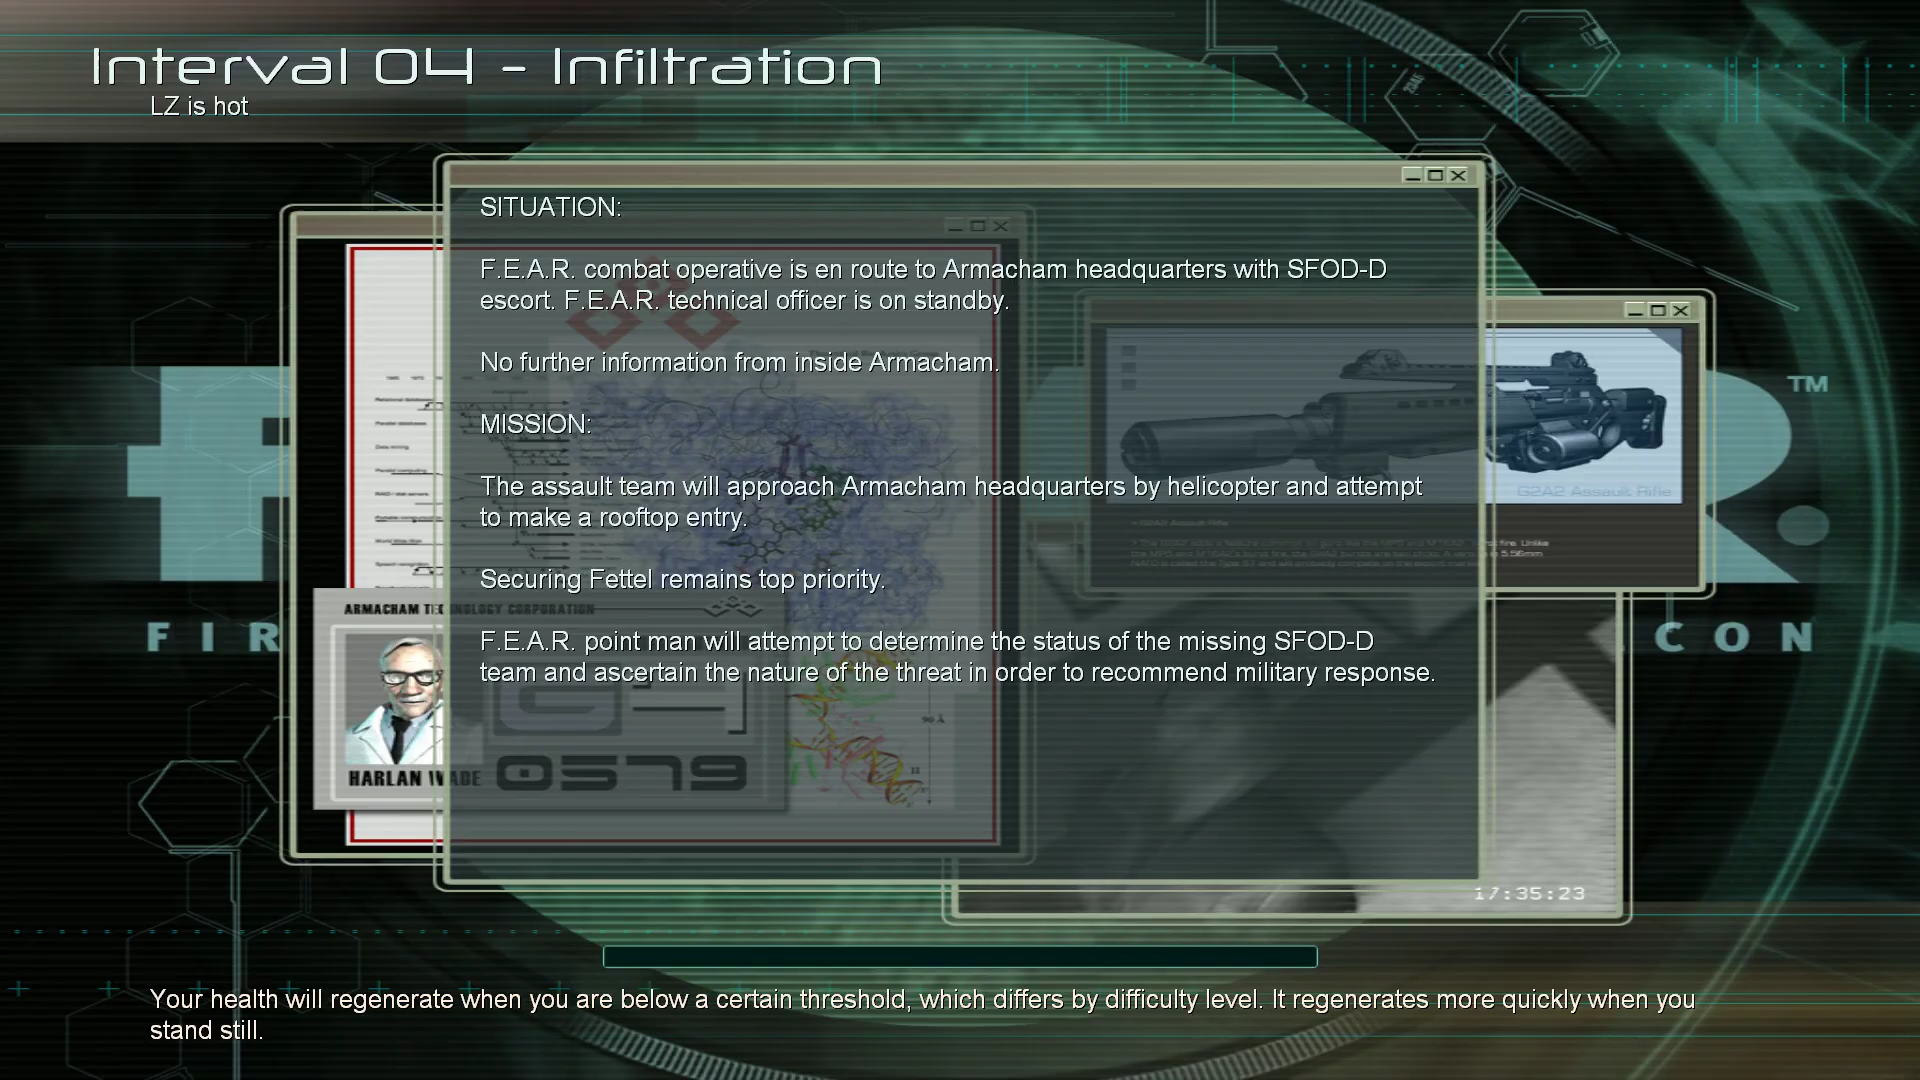 Interval 04 - Infiltration
LZ is hot
SITUATION:
F.E.A.R. combat operative is en route to Armacham headquarters with SFOD-D
escort. F.E.A.R. technical officer is on standby.
No further information from inside Armacham.
MISSION:
The assault team will approach Armacham headquarters by helicopter and attempt
to make a rooftop entry.
Securing Fettel remains top priority.
F.E.A.R. point man will attempt to determine the status of the missing SFOD-D
team and ascertain the nature of the threat in order to recommend military response.
G2A2 Assault Rifle
TM
ARMACHAM TECHNOLOGY CORPORATION
HARLAN WADE
0579
FIR
CON
17:35:23
Your health will regenerate when you are below a certain threshold, which differs by difficulty level. It regenerates more quickly when you
stand still.